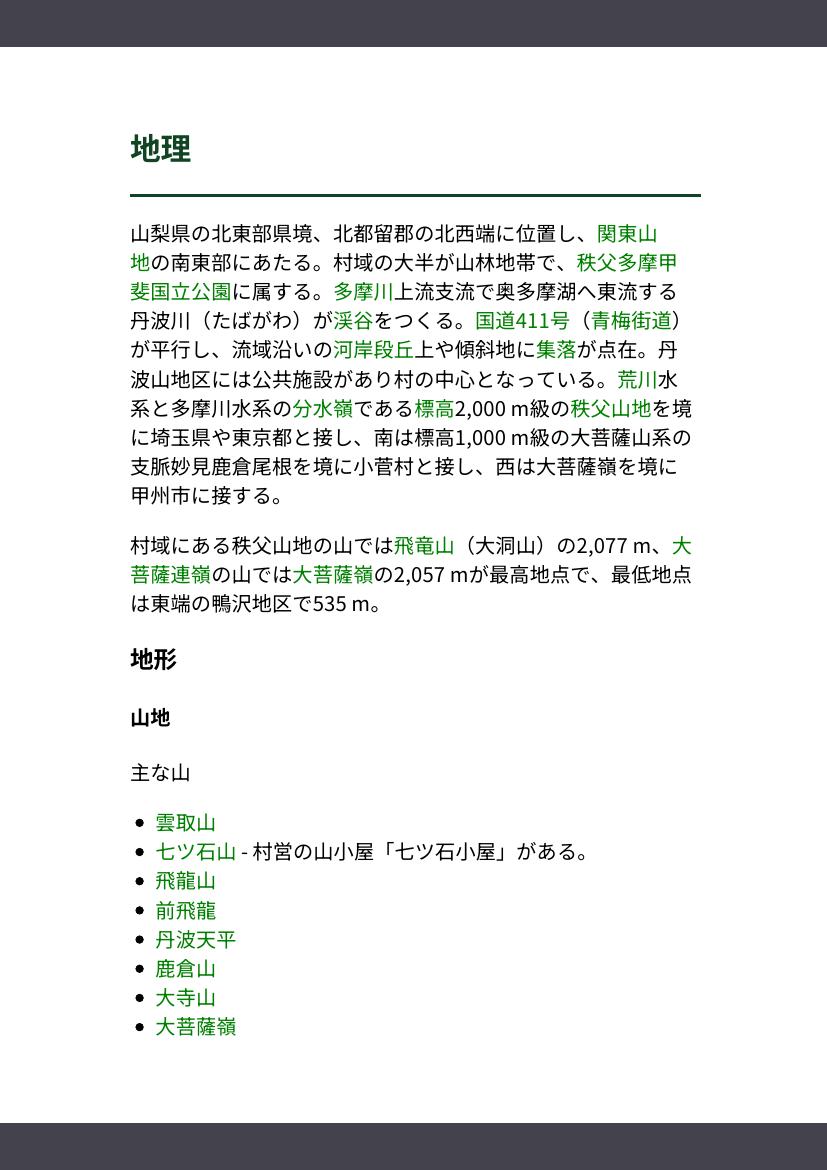 地理
山梨県の北東部県境、北都留郡の北西端に位置し、関東山
地の南東部にあたる。村域の大半が山林地帯で、秩父多摩甲
斐国立公園に属する。多摩川上流支流で奥多摩湖へ東流する
丹波川（たばがわ）が渓谷をつくる。国道411号（青梅街道）
が平行し、流域沿いの河岸段丘上や傾斜地に集落が点在。丹
波山地区には公共施設があり村の中心となっている。荒川水
系と多摩川水系の分水嶺である標高2,000 m級の秩父山地を境
に埼玉県や東京都と接し、南は標高1,000 m級の大菩薩山系の
支脈妙見鹿倉尾根を境に小菅村と接し、西は大菩薩嶺を境に
甲州市に接する。
村域にある秩父山地の山では飛竜山（大洞山）の2,077 m、大
菩薩連嶺の山では大菩薩嶺の2,057 mが最高地点で、最低地点
は東端の鴨沢地区で535 m。
地形
山地
主な山
• 雲取山
• 七ツ石山 - 村営の山小屋「七ツ石小屋」がある。
• 飛龍山
• 前飛龍
• 丹波天平
• 鹿倉山
• 大寺山
• 大菩薩嶺